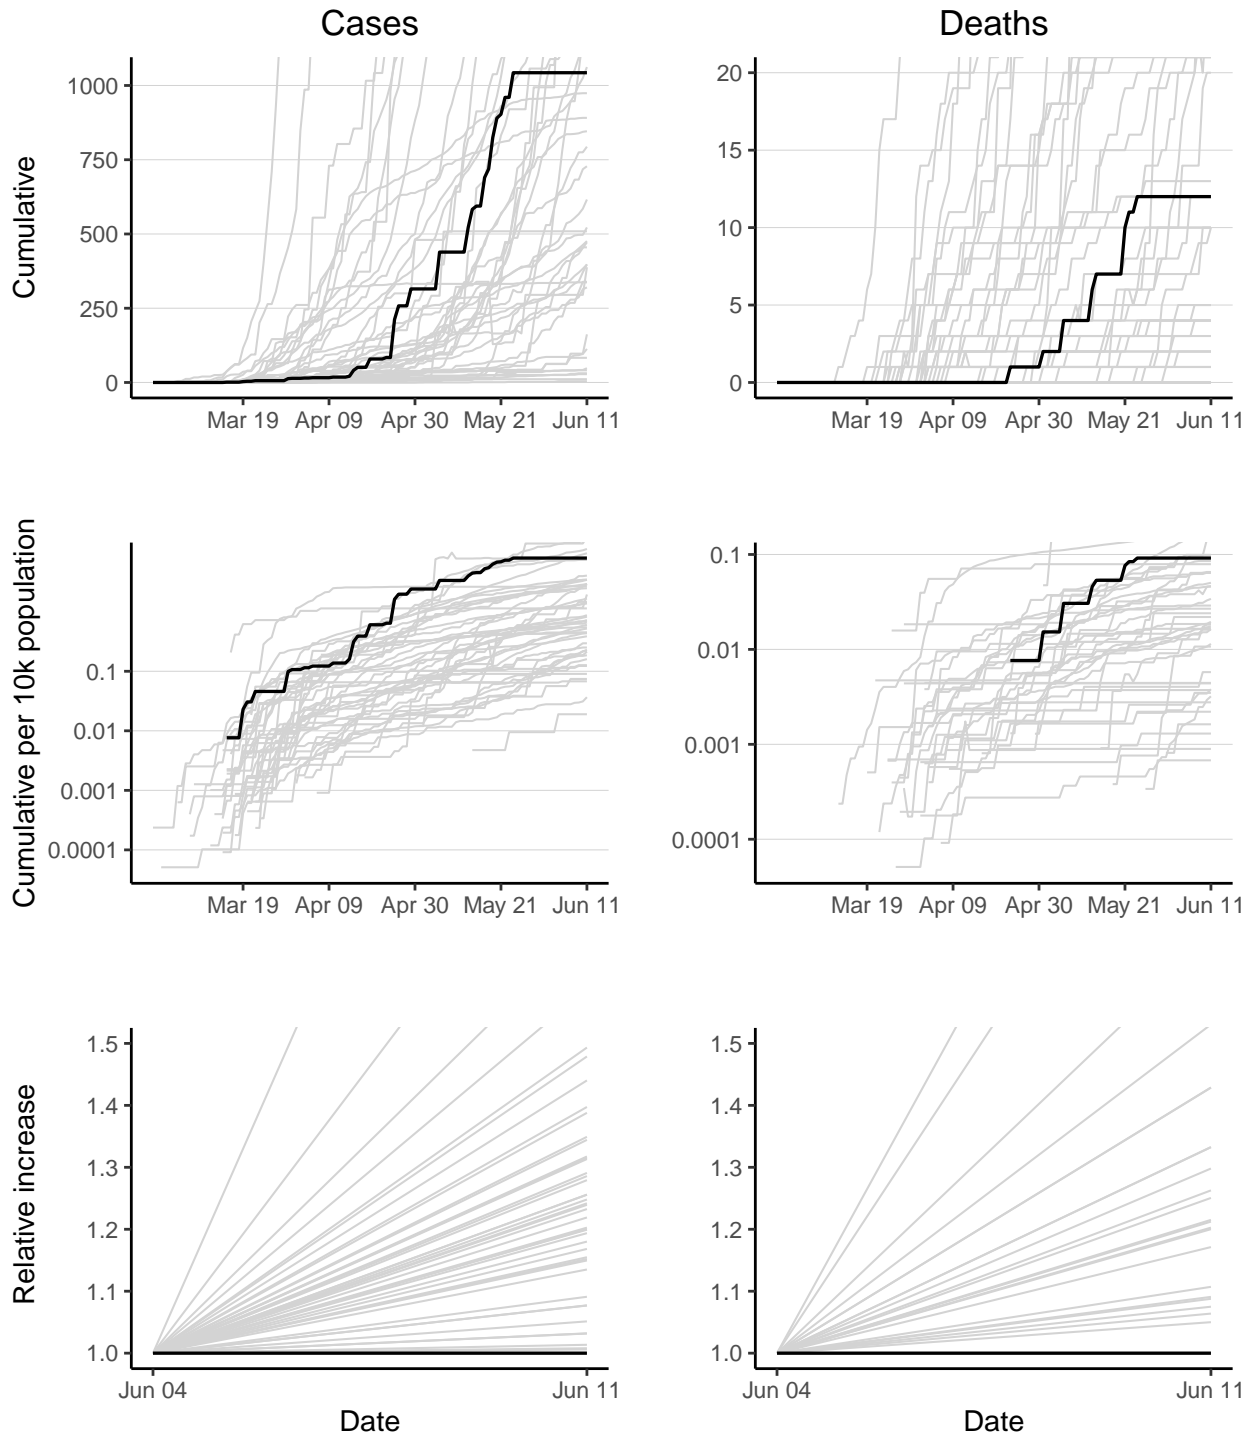 Cases
Deaths
Cumulative
1000
750
500
250
0
Mar 19 Apr 09 Apr 30 May 21 Jun 11
20
15
10
5
0
Mar 19 Apr 09 Apr 30 May 21 Jun 11
Cumulative per 10k population
0.1
0.01
0.001
0.0001
Mar 19 Apr 09 Apr 30 May 21 Jun 11
0.1
0.01
0.001
0.0001
Mar 19 Apr 09 Apr 30 May 21 Jun 11
Relative increase
1.5
1.4
1.3
1.2
1.1
1.0
Jun 04 Jun 11
Date
1.5
1.4
1.3
1.2
1.1
1.0
Jun 04 Jun 11
Date